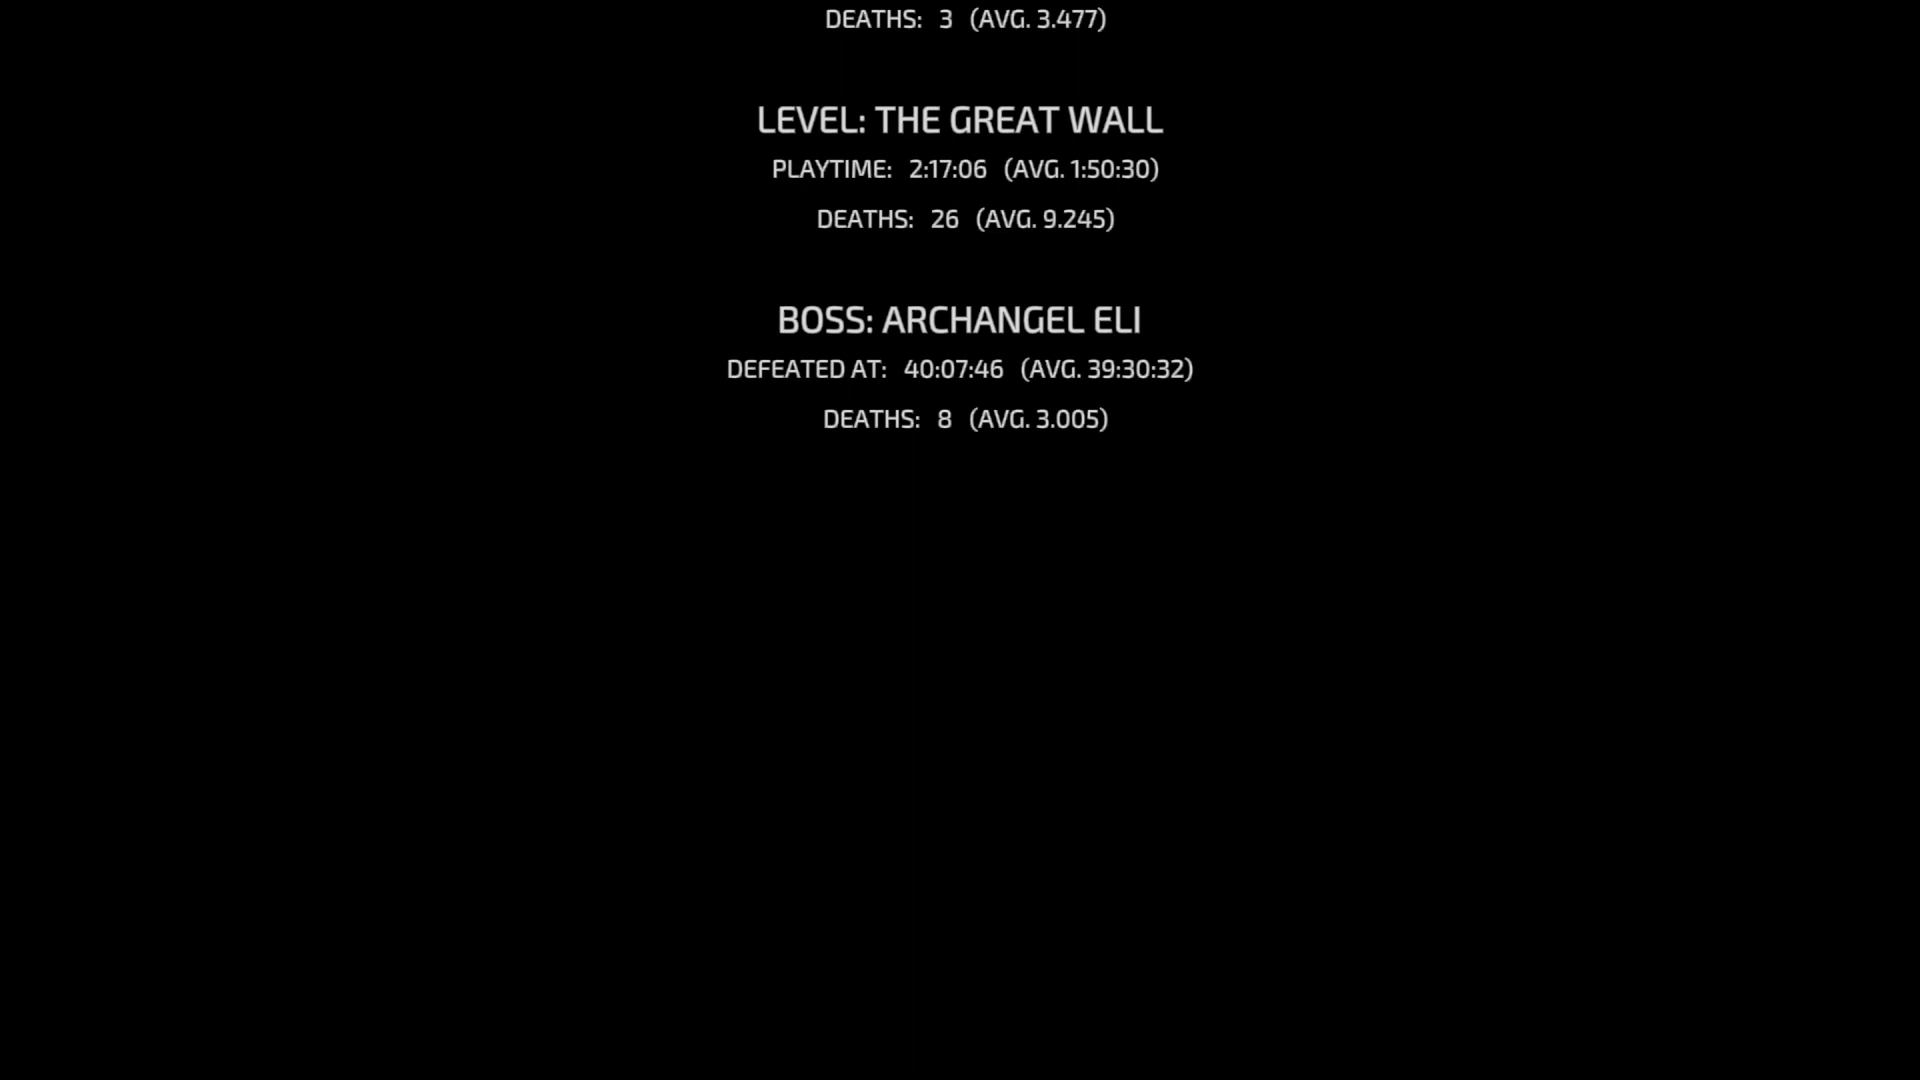 DEATHS: 3 (AVG. 3.477)
LEVEL: THE GREAT WALL
PLAYTIME: 2:17:06 (AVG. 1:50:30)
DEATHS: 26 (AVG. 9.245)
BOSS: ARCHANGEL ELI
DEFEATED AT: 40:07:46 (AVG. 39:30:32)
DEATHS: 8 (AVG. 3.005)